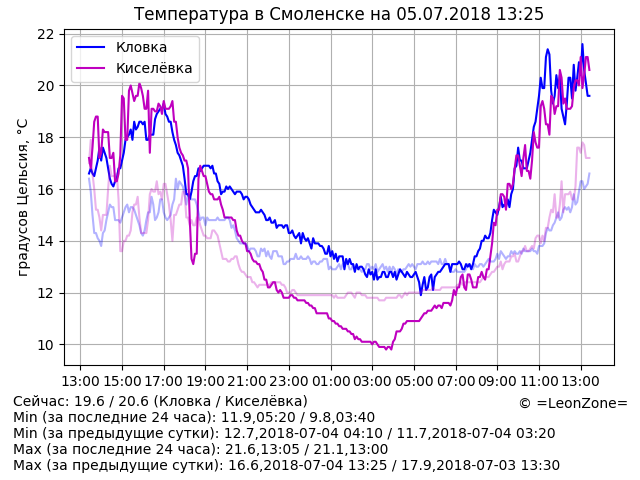 Температура в Смоленске на 05.07.2018 13:25
Кловка
Киселёвка
градусов Цельсия, °C
22
20
18
16
14
12
10
13:00 15:00 17:00 19:00 21:00 23:00 01:00 03:00 05:00 07:00 09:00 11:00 13:00
Сейчас: 19.6 / 20.6 (Кловка / Киселёвка)
© =LeonZone=
Min (за последние 24 часа): 11.9,05:20 / 9.8,03:40
Min (за предыдущие сутки): 12.7,2018-07-04 04:10 / 11.7,2018-07-04 03:20
Max (за последние 24 часа): 21.6,13:05 / 21.1,13:00
Max (за предыдущие сутки): 16.6,2018-07-04 13:25 / 17.9,2018-07-03 13:30